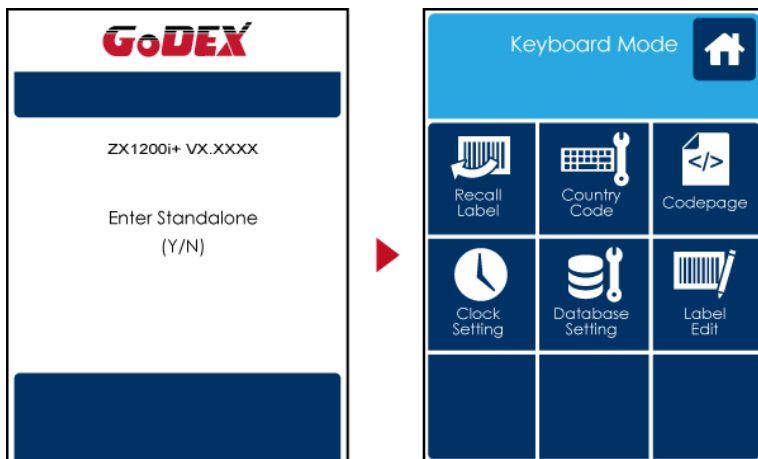 GoDEX
ZX1200i+ VX.XXXX
Enter Standalone
(Y/N)
Keyboard Mode
Recall
Label
Country
Code
</>
Codepage
Clock
Setting
Database
Setting
Label
Edit